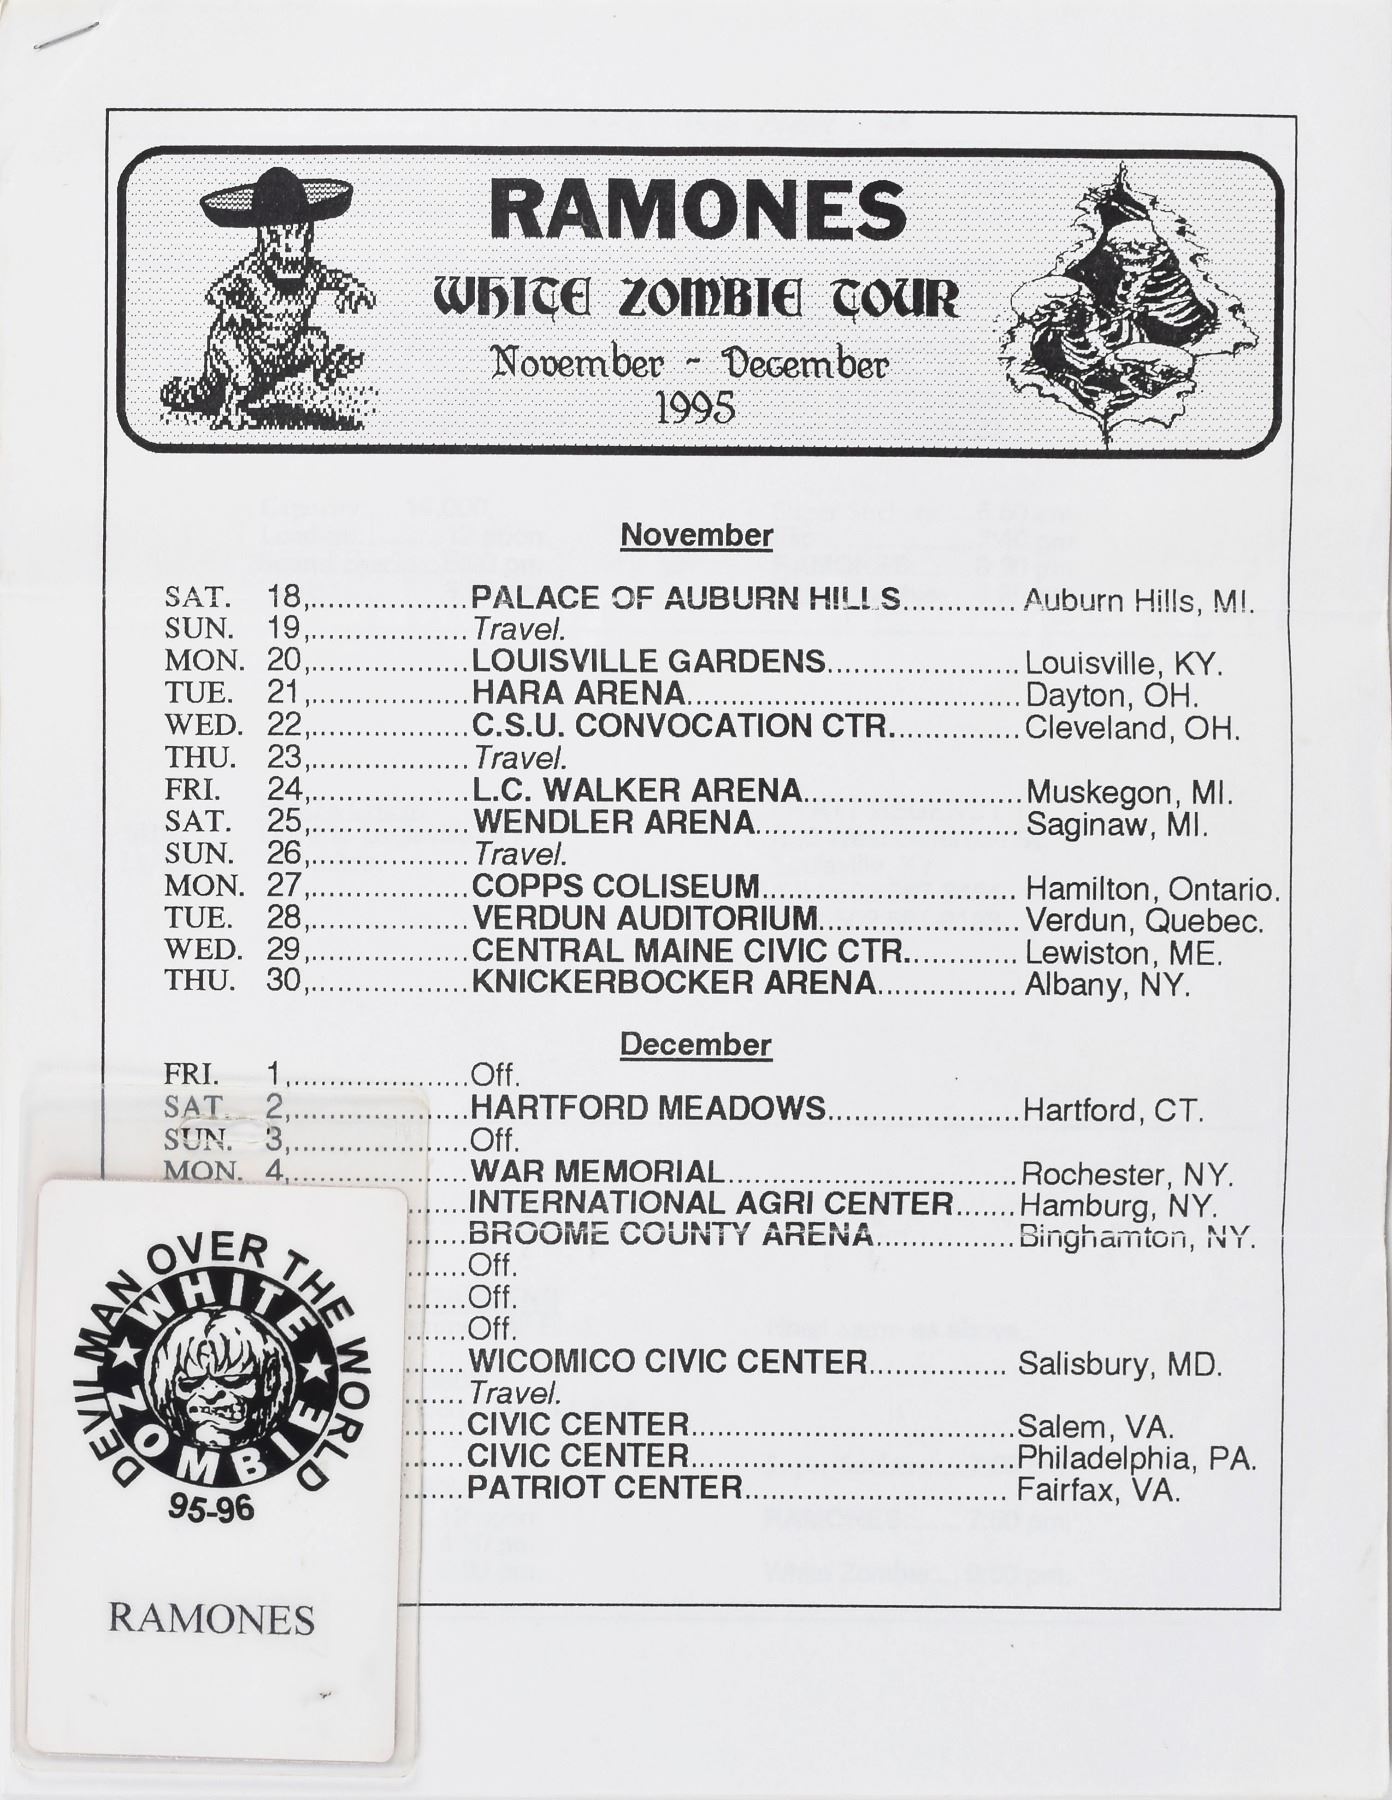 RAMONES
WHITE ZOMBIE TOUR
November ~ December
1995
November
SAT. 18,..................PALACE OF AUBURN HILLS............. Auburn Hills, MI.
SUN. 19,.................. Travel.
MON. 20,..................LOUISVILLE GARDENS...................... Louisville, KY.
TUE. 21,..................HARA ARENA...................................... Dayton, OH.
WED. 22,..................C.S.U. CONVOCATION CTR............... Cleveland, OH.
THU. 23,.................. Travel.
FRI. 24,..................L.C. WALKER ARENA......................... Muskegon, MI.
SAT. 25,..................WENDLER ARENA.............................. Saginaw, MI.
SUN. 26,.................. Travel.
MON. 27,..................COPPS COLISEUM............................. Hamilton, Ontario.
TUE. 28,..................VERDUN AUDITORIUM....................... Verdun, Quebec.
WED. 29,..................CENTRAL MAINE CIVIC CTR............. Lewiston, ME.
THU. 30,..................KNICKERBOCKER ARENA................ Albany, NY.
December
FRI. 1,....................Off.
SAT. 2,....................HARTFORD MEADOWS......................Hartford, CT.
SUN. 3,....................Off.
MON. 4,....................WAR MEMORIAL................................. Rochester, NY.
.......INTERNATIONAL AGRI CENTER.......Hamburg, NY.
.......BROOME COUNTY ARENA................Binghamton, NY.
.......Off.
.......Off.
.......Off.
.......WICOMICO CIVIC CENTER................ Salisbury, MD.
....... Travel.
.......CIVIC CENTER.....................................Salem, VA.
.......CIVIC CENTER.....................................Philadelphia, PA.
.......PATRIOT CENTER.............................. Fairfax, VA.
DEVILMAN OVER THE WORLD
WHITE
ZOMBIE
95-96
RAMONES